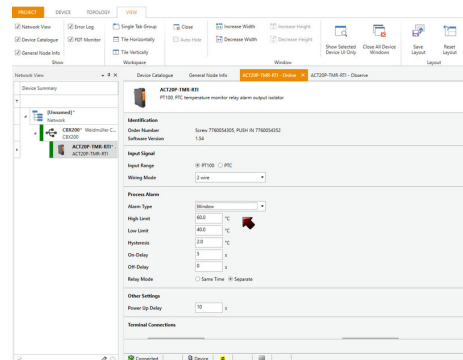 PROJECT DEVICE TOPOLOGY VIEW
Network View Error Log Single Tab Group Close Increase Width Increase Height
Device Catalogue FDT Monitor Tile Horizontally Auto Hide Decrease Width Decrease Height
General Node Info Tile Vertically Show Selected Device UI Only Close All Device Windows Save Layout Reset Layout
Show Workspace Window Layout
Network View Device Catalogue General Node Info ACT20P-TMR-RTI - Online ACT20P-TMR-RTI - Observe
Device Summary
ACT20P-TMR-RTI
PT100, PTC temperature monitor relay alarm output isolator
[Unnamed]*
Network
CBX200* Weidmüller C...
CBX200
ACT20P-TMR-RTI*
ACT20P-TMR-RTI
Identification
Order Number Screw 7760054305, PUSH IN 7760054352
Software Version 1.54
Input Signal
Input Range PT100 PTC
Wiring Mode 2 wire
Process Alarm
Alarm Type Window
High Limit 60.0 °C
Low Limit 40.0 °C
Hysteresis 2.0 °C
On-Delay 5 s
Off-Delay 0 s
Relay Mode Same Time Separate
Other Settings
Power Up Delay 10 s
Terminal Connections
Connected Device